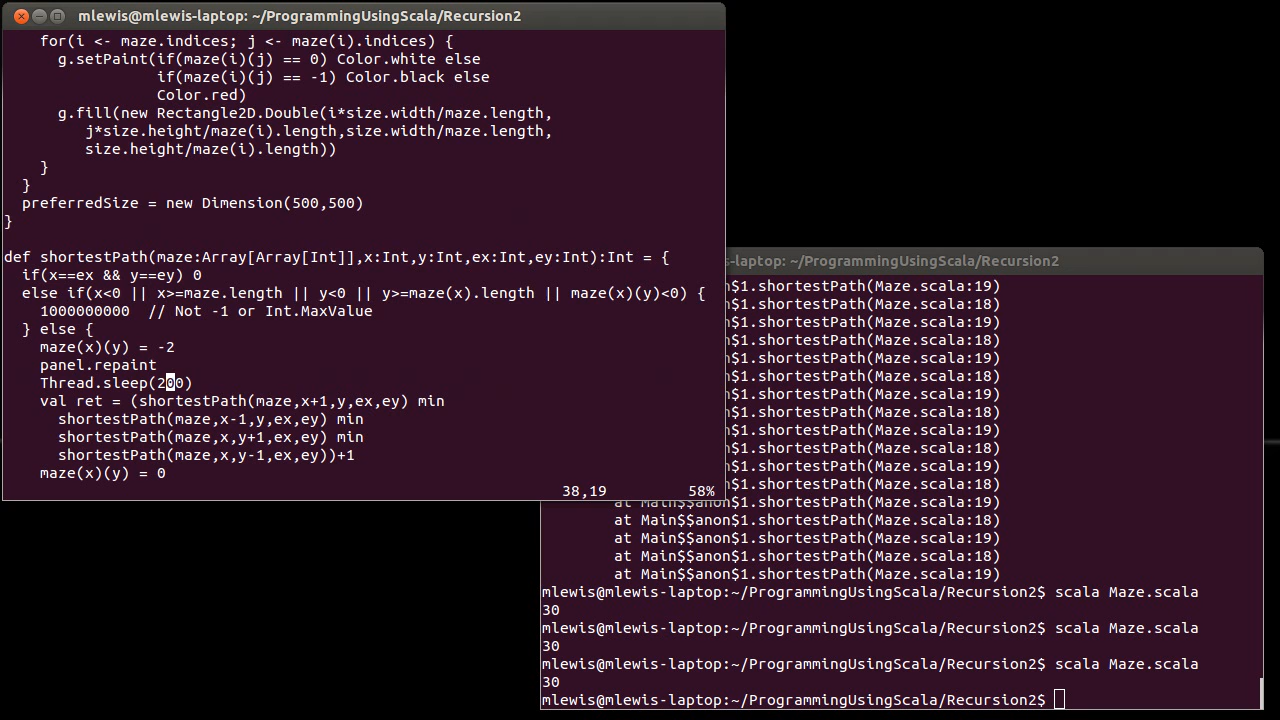 mlewis@mlewis-laptop: ~/ProgrammingUsingScala/Recursion2
for(i <- maze.indices; j <- maze(i).indices) {
g.setPaint(if(maze(i)(j) == 0) Color.white else
if(maze(i)(j) == -1) Color.black else
Color.red)
g.fill(new Rectangle2D.Double(i*size.width/maze.length,
j*size.height/maze(i).length,size.width/maze.length,
size.height/maze(i).length))
}
}
preferredSize = new Dimension(500,500)
}
def shortestPath(maze:Array[Array[Int]],x:Int,y:Int,ex:Int,ey:Int):Int = {
if(x==ex && y==ey) 0
else if(x<0 || x>=maze.length || y<0 || y>=maze(x).length || maze(x)(y)<0) {
1000000000  // Not -1 or Int.MaxValue
} else {
maze(x)(y) = -2
panel.repaint
Thread.sleep(200)
val ret = (shortestPath(maze,x+1,y,ex,ey) min
shortestPath(maze,x-1,y,ex,ey) min
shortestPath(maze,x,y+1,ex,ey) min
shortestPath(maze,x,y-1,ex,ey))+1
maze(x)(y) = 0
38,19 58%
s-laptop: ~/ProgrammingUsingScala/Recursion2
n$1.shortestPath(Maze.scala:19)
n$1.shortestPath(Maze.scala:18)
n$1.shortestPath(Maze.scala:19)
n$1.shortestPath(Maze.scala:18)
n$1.shortestPath(Maze.scala:19)
n$1.shortestPath(Maze.scala:18)
n$1.shortestPath(Maze.scala:19)
n$1.shortestPath(Maze.scala:18)
n$1.shortestPath(Maze.scala:19)
n$1.shortestPath(Maze.scala:18)
n$1.shortestPath(Maze.scala:19)
n$1.shortestPath(Maze.scala:18)
at Main$$anon$1.shortestPath(Maze.scala:19)
at Main$$anon$1.shortestPath(Maze.scala:18)
at Main$$anon$1.shortestPath(Maze.scala:19)
at Main$$anon$1.shortestPath(Maze.scala:18)
at Main$$anon$1.shortestPath(Maze.scala:19)
mlewis@mlewis-laptop:~/ProgrammingUsingScala/Recursion2$ scala Maze.scala
30
mlewis@mlewis-laptop:~/ProgrammingUsingScala/Recursion2$ scala Maze.scala
30
mlewis@mlewis-laptop:~/ProgrammingUsingScala/Recursion2$ scala Maze.scala
30
mlewis@mlewis-laptop:~/ProgrammingUsingScala/Recursion2$